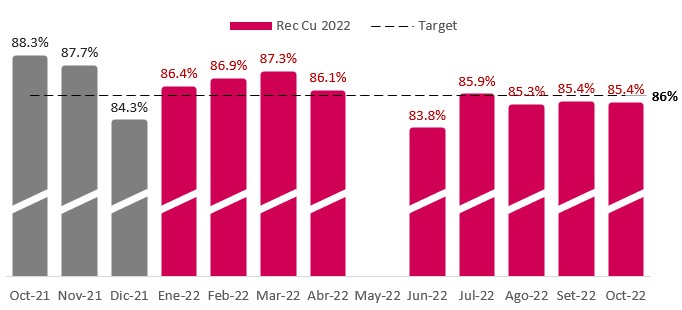 Rec Cu 2022 Target
88.3% 87.7% 84.3% 86.4% 86.9% 87.3% 86.1% 83.8% 85.9% 85.3% 85.4% 85.4%
86%
Oct-21 Nov-21 Dic-21 Ene-22 Feb-22 Mar-22 Abr-22 May-22 Jun-22 Jul-22 Ago-22 Set-22 Oct-22